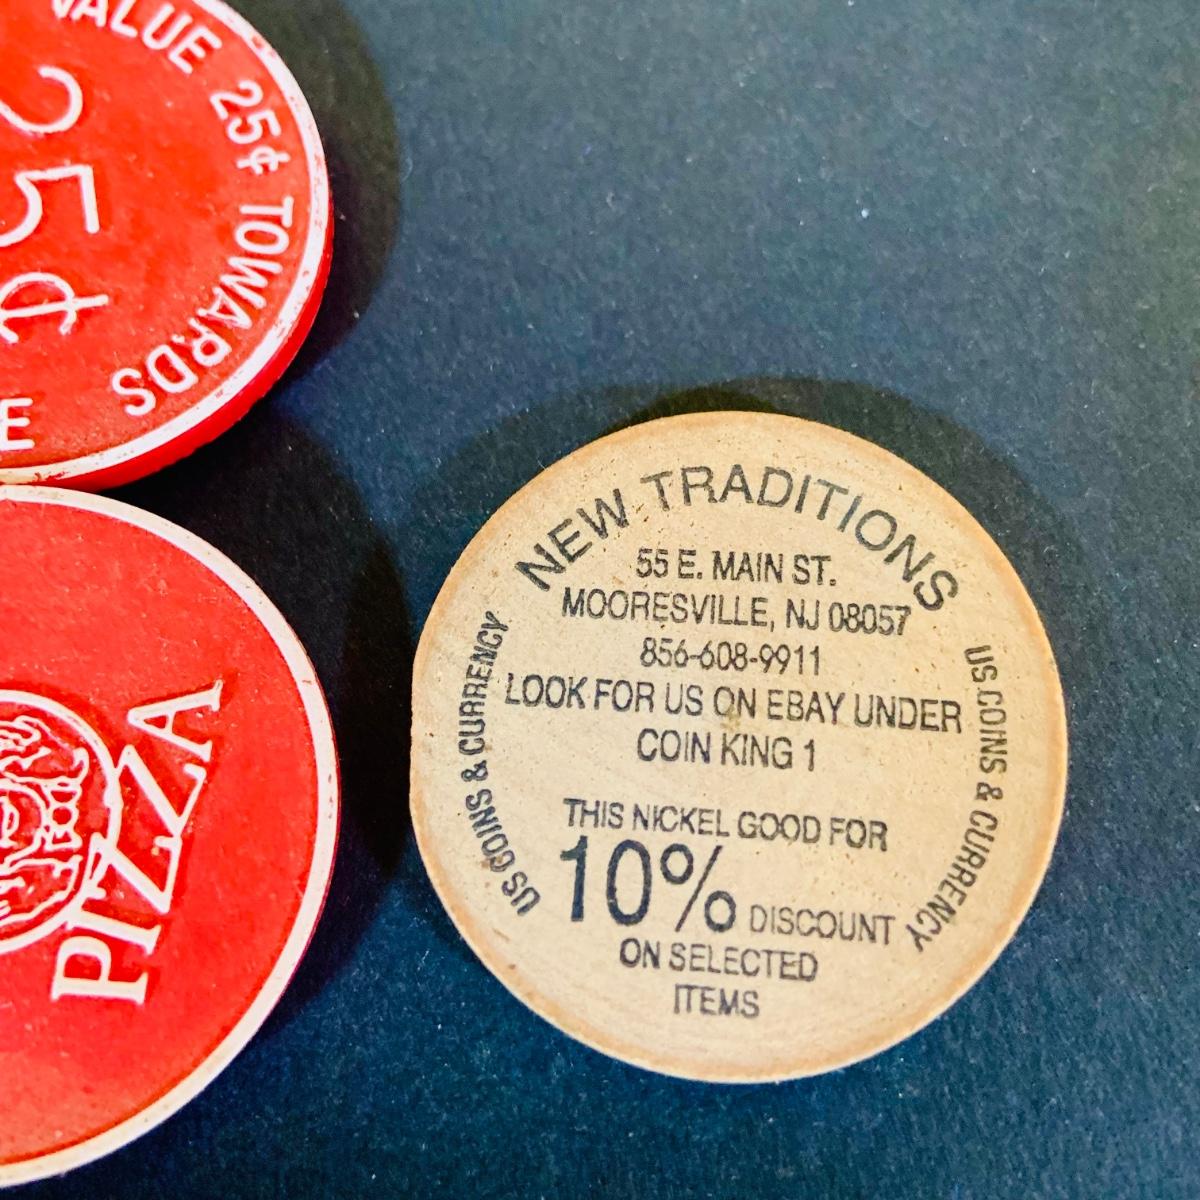 VALUE 25¢ TOWARDS
25¢
E
PIZZA
NEW TRADITIONS
55 E. MAIN ST.
MOORESVILLE, NJ 08057
856-608-9911
LOOK FOR US ON EBAY UNDER
COIN KING 1
THIS NICKEL GOOD FOR
10% DISCOUNT
ON SELECTED
ITEMS
US COINS & CURRENCY
US COINS & CURRENCY